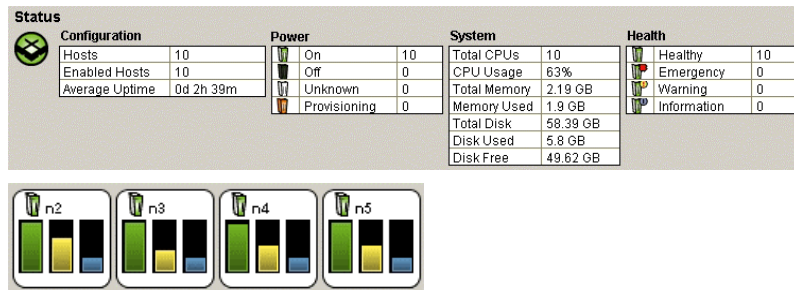 Status
Configuration
Hosts 10
Enabled Hosts 10
Average Uptime 0d 2h 39m
Power
On 10
Off 0
Unknown 0
Provisioning 0
System
Total CPUs 10
CPU Usage 63%
Total Memory 2.19 GB
Memory Used 1.9 GB
Total Disk 58.39 GB
Disk Used 5.8 GB
Disk Free 49.62 GB
Health
Healthy 10
Emergency 0
Warning 0
Information 0
n2 n3 n4 n5